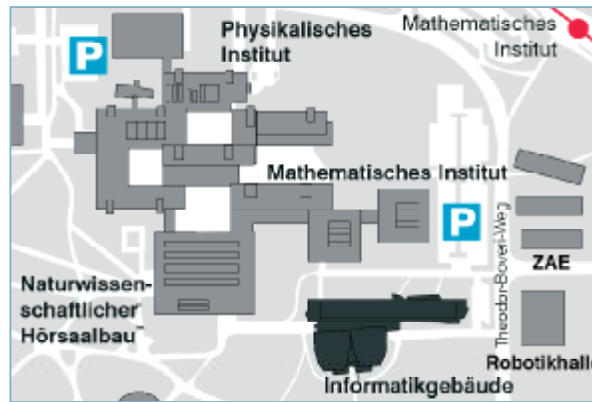 Physikalisches
Institut
Mathematisches
Institut
P
Mathematisches Institut
P
Theodor-Boveri-Weg
ZAE
Naturwissen-
schaftlicher
Hörsaalbau
Robotikhalle
Informatikgebäude